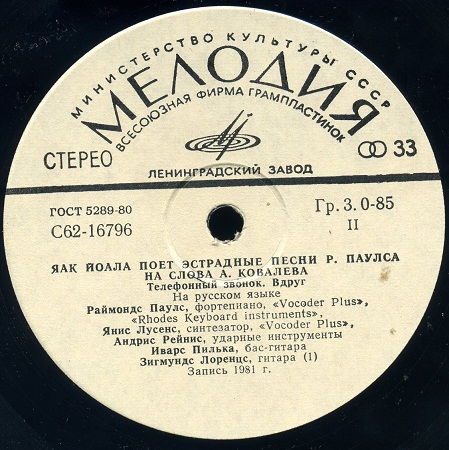 МИНИСТЕРСТВО КУЛЬТУРЫ СССР
МЕЛОДИЯ
ВСЕСОЮЗНАЯ ФИРМА ГРАМПЛАСТИНОК
СТЕРЕО
33
ЛЕНИНГРАДСКИЙ ЗАВОД
ГОСТ 5289-80
Гр. 3. 0-85
С62-16796
II
ЯАК ЙОАЛА ПОЕТ ЭСТРАДНЫЕ ПЕСНИ Р. ПАУЛСА
НА СЛОВА А. КОВАЛЕВА
Телефонный звонок. Вдруг
На русском языке
Раймондс Паулс, фортепиано, «Vocoder Plus»,
«Rhodes Keyboard instruments»,
Янис Лусенс, синтезатор, «Vocoder Plus»,
Андрис Рейнис, ударные инструменты
Иварс Пилька, бас-гитара
Зигмундс Лоренцс, гитара (1)
Запись 1981 г.